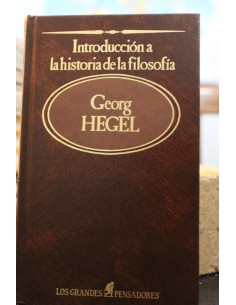 Introducción a
la historia de la filosofía
Georg
HEGEL
LOS GRANDES PENSADORES